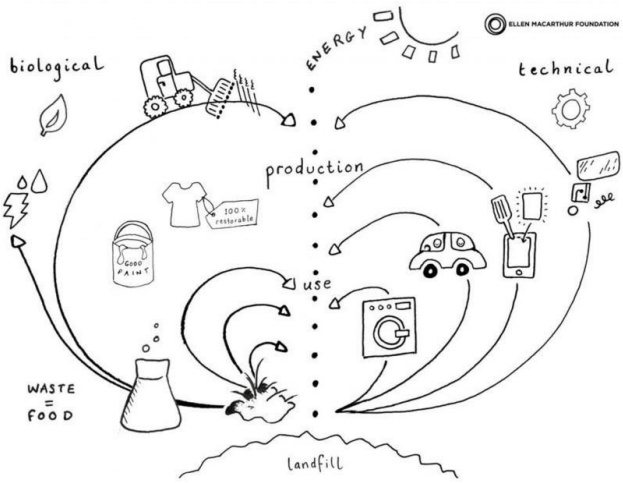 ELLEN MACARTHUR FOUNDATION
ENERGY
biological
technical
production
100%
restorable
GOOD
PAINT
use
WASTE
=
FOOD
landfill